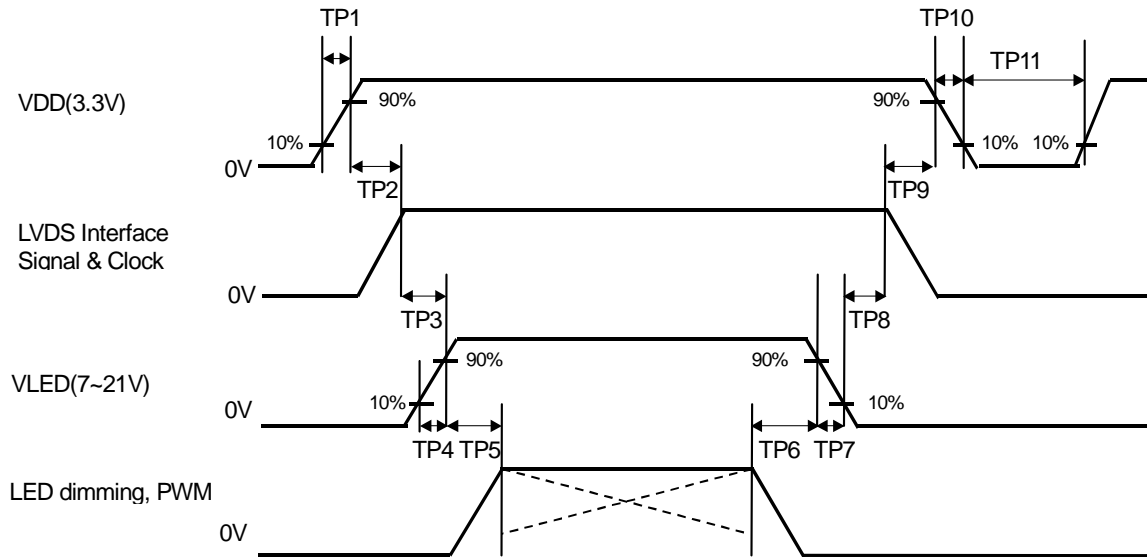 TP1
TP10
TP11
VDD(3.3V)
90%
90%
10%
10%
10%
0V
TP2
TP9
LVDS Interface
Signal & Clock
0V
TP3
TP8
90%
90%
VLED(7~21V)
10%
10%
0V
TP4
TP5
TP6
TP7
LED dimming, PWM
0V